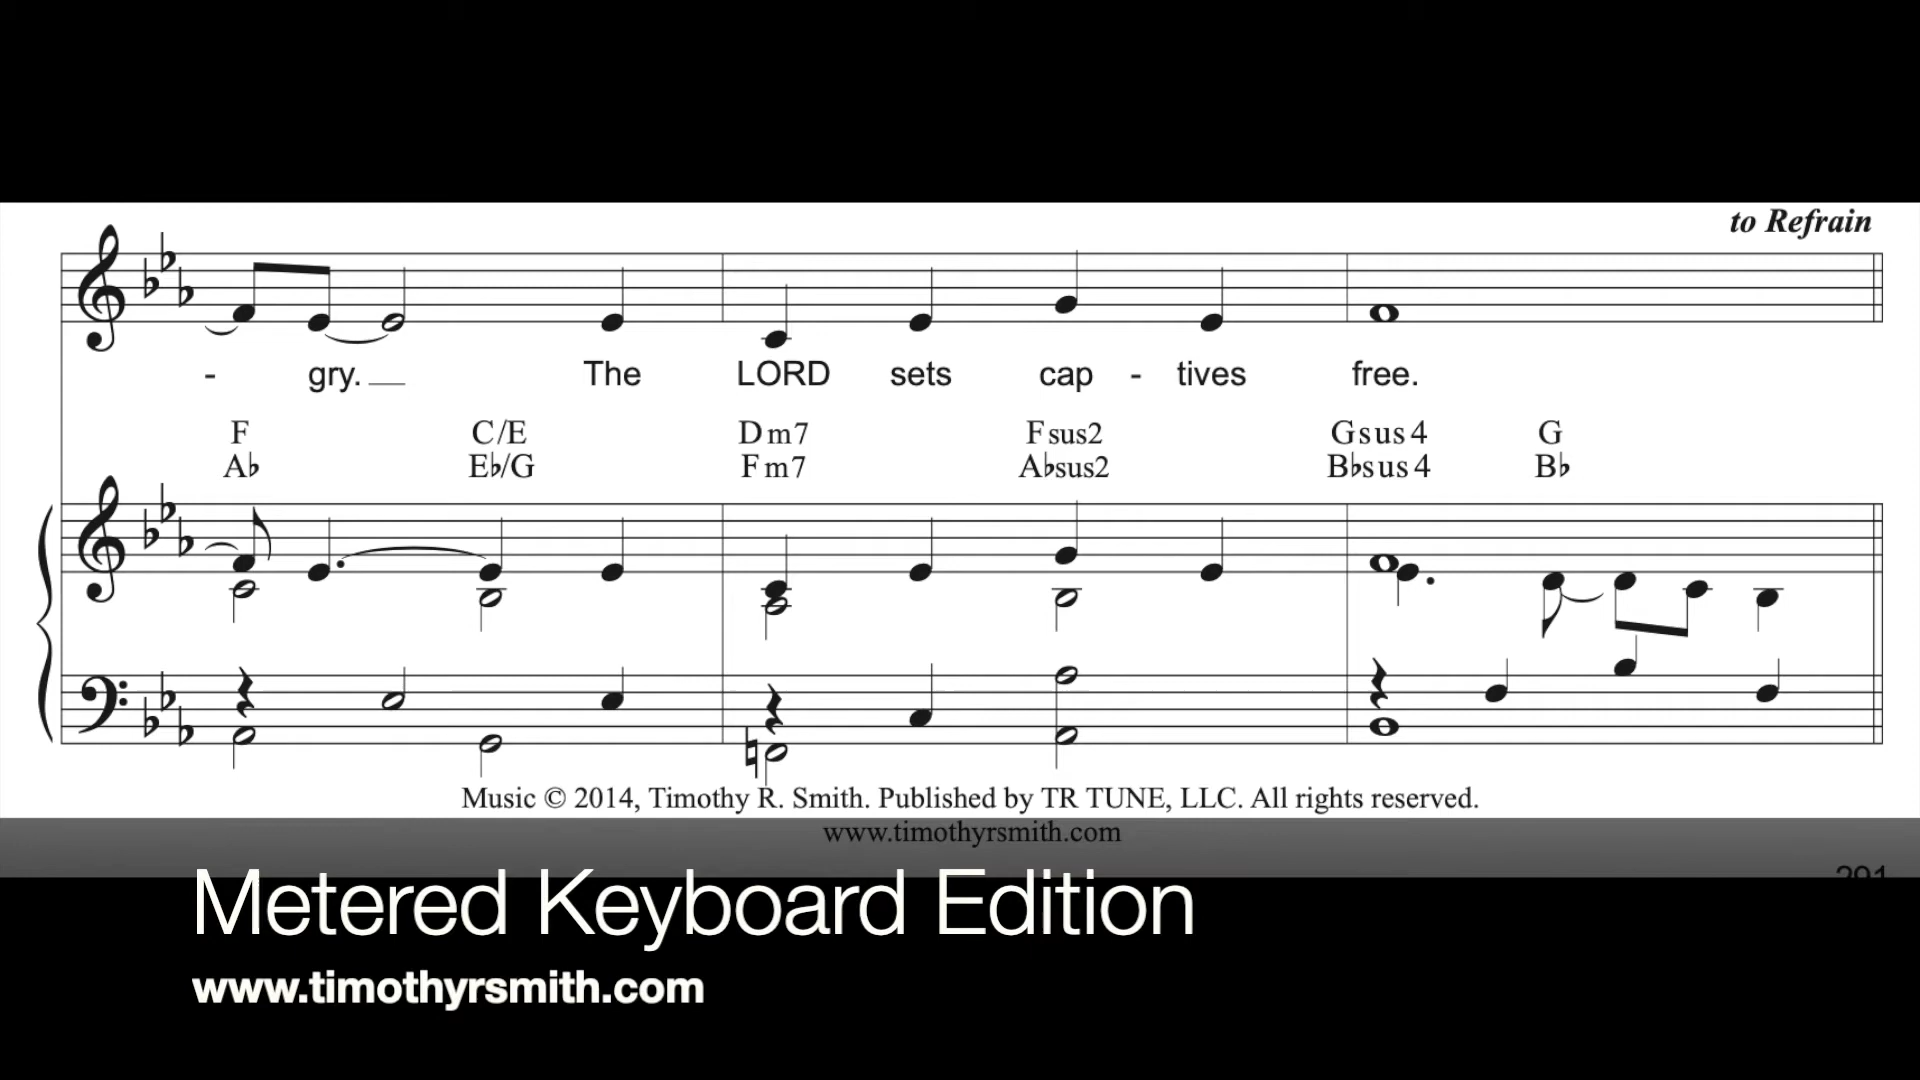 to Refrain
- gry. The LORD sets cap - tives free.
F C/E Dm7 Fsus2 Gsus4 G
A♭ E♭/G Fm7 A♭sus2 B♭sus4 B♭
Music © 2014, Timothy R. Smith. Published by TR TUNE, LLC. All rights reserved.
www.timothyrsmith.com
Metered Keyboard Edition
www.timothyrsmith.com